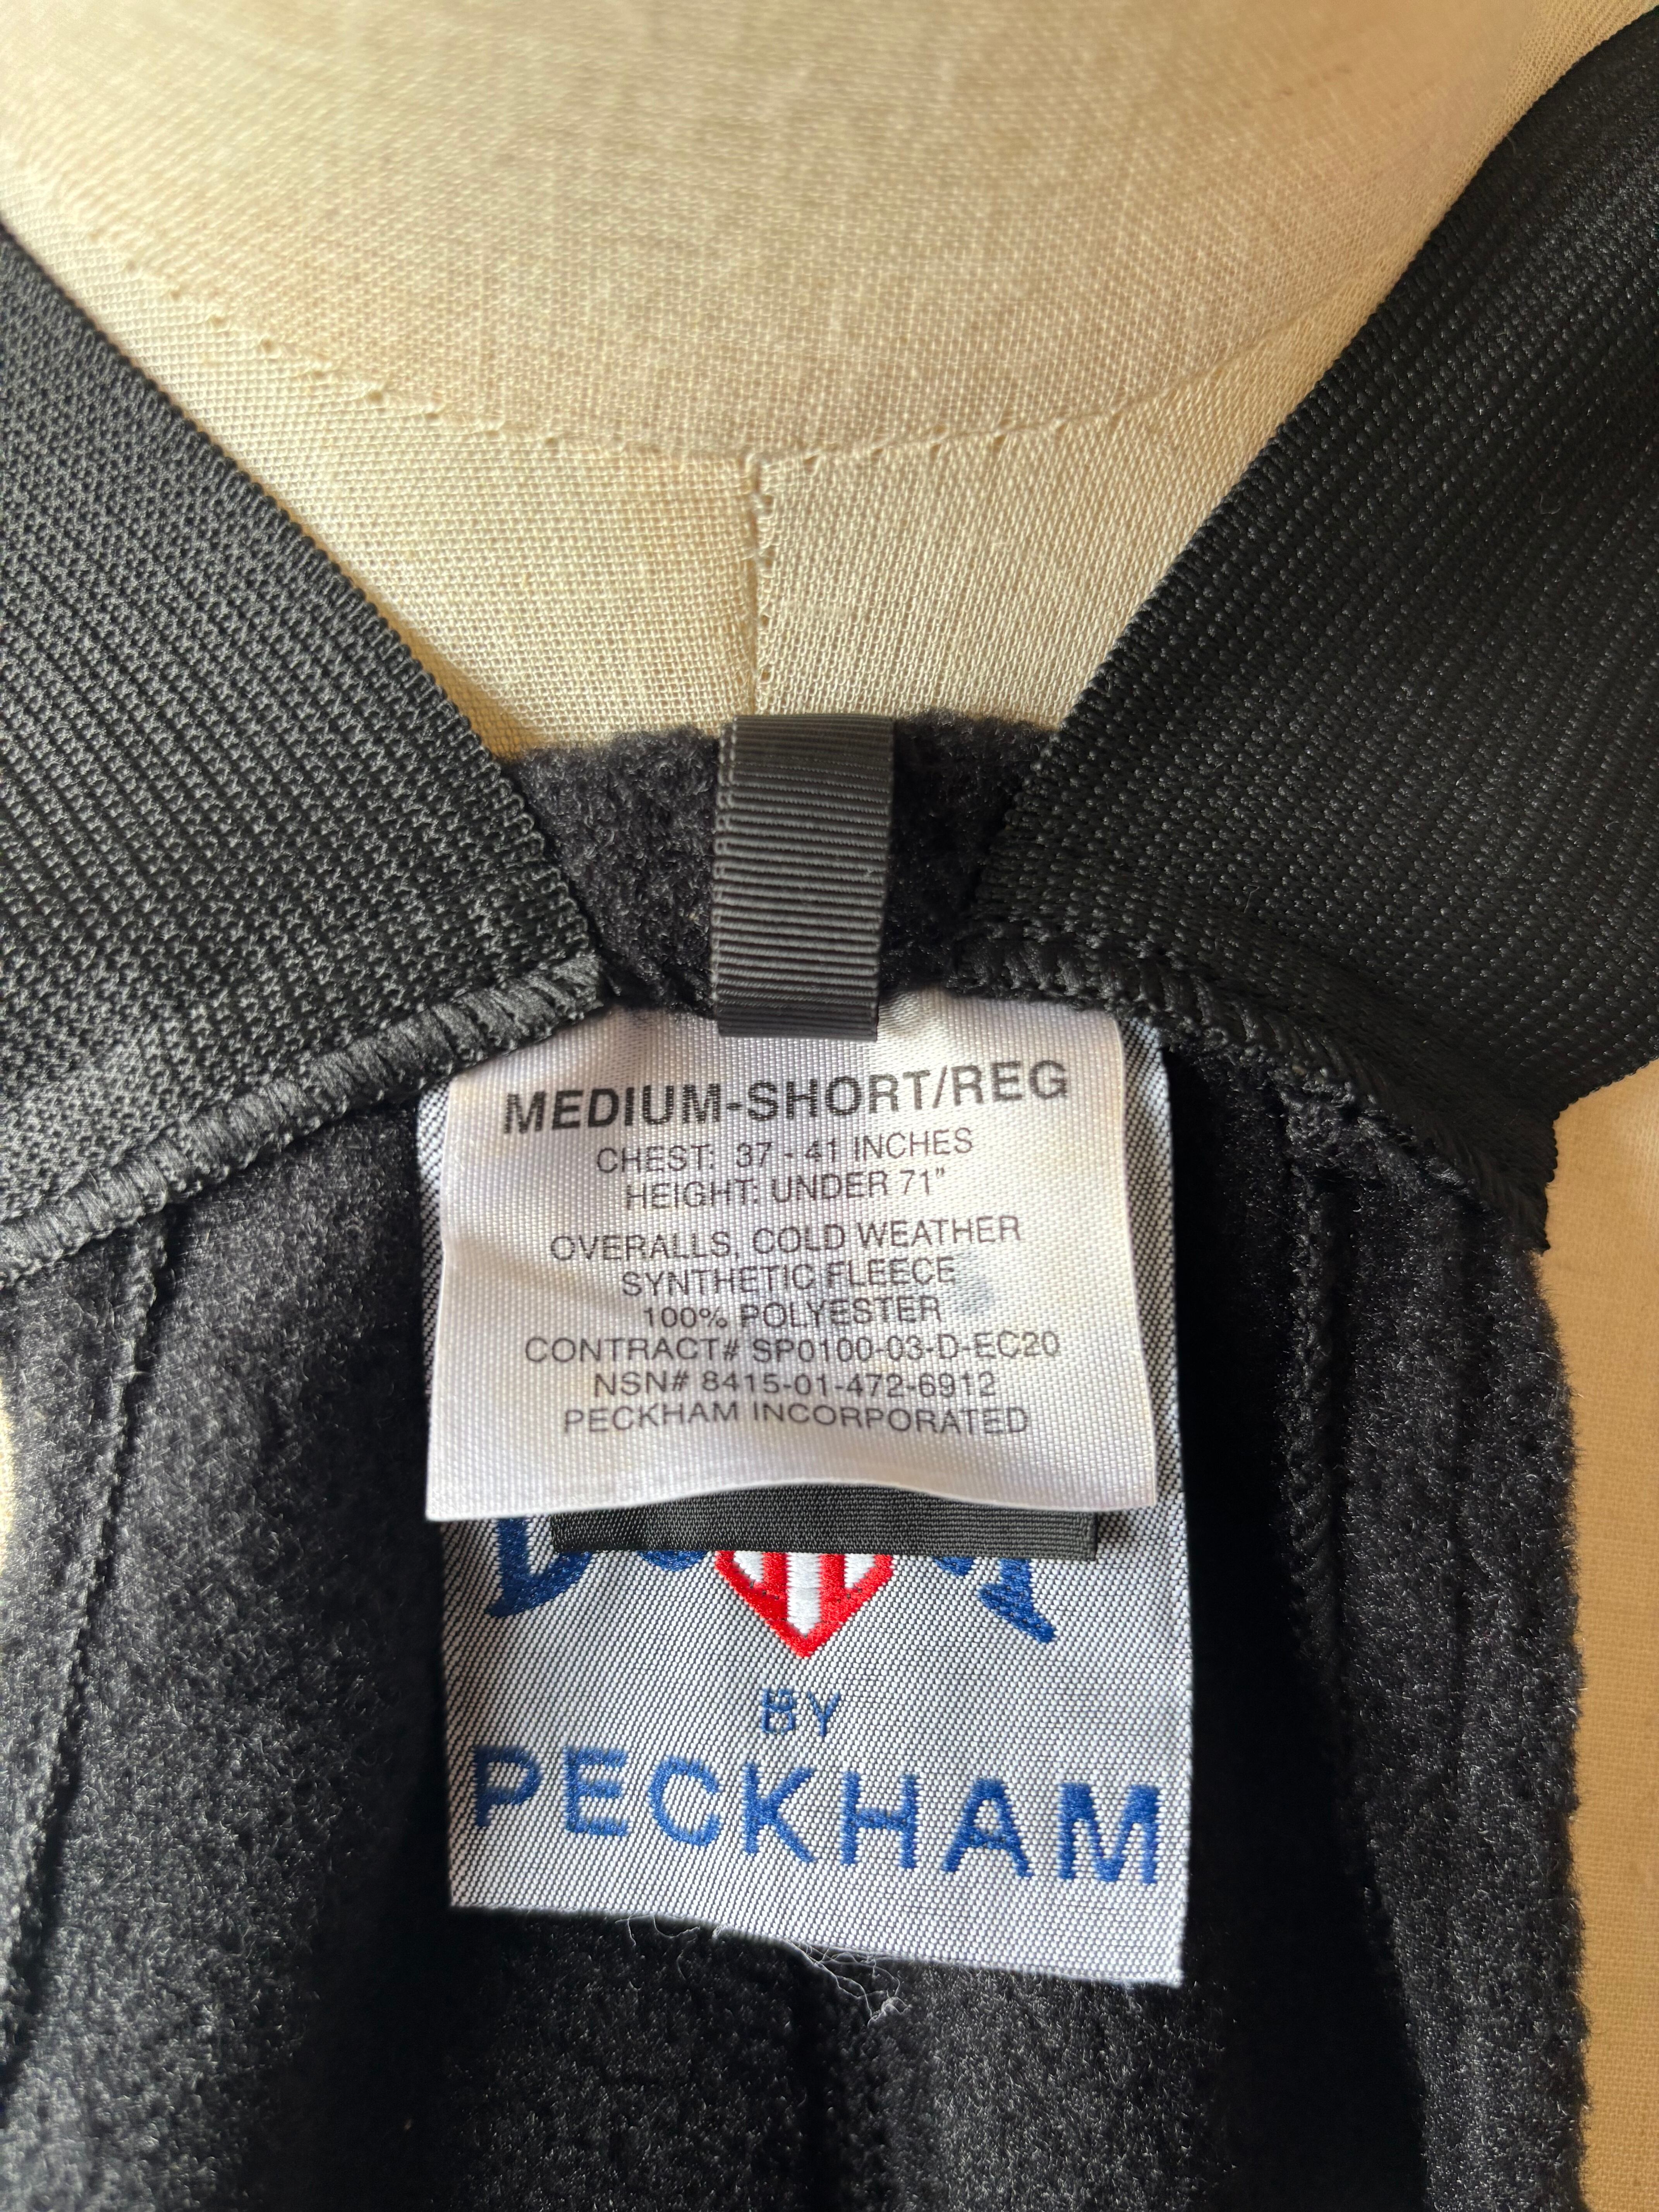 MEDIUM-SHORT/REG
CHEST: 37 - 41 INCHES
HEIGHT: UNDER 71"
OVERALLS, COLD WEATHER
SYNTHETIC FLEECE
100% POLYESTER
CONTRACT# SP0100-03-D-EC20
NSN# 8415-01-472-6912
PECKHAM INCORPORATED
BY
PECKHAM